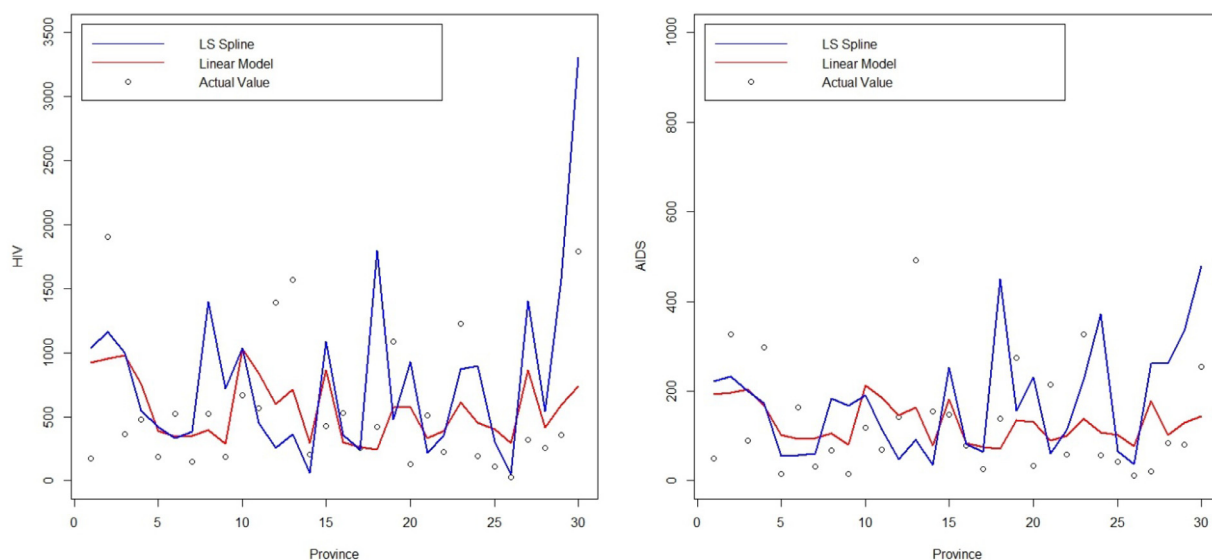 3500
3000
2500
2000
1500
1000
500
0
HIV
LS Spline
Linear Model
Actual Value
0 5 10 15 20 25 30
Province
1000
800
600
400
200
0
AIDS
LS Spline
Linear Model
Actual Value
0 5 10 15 20 25 30
Province